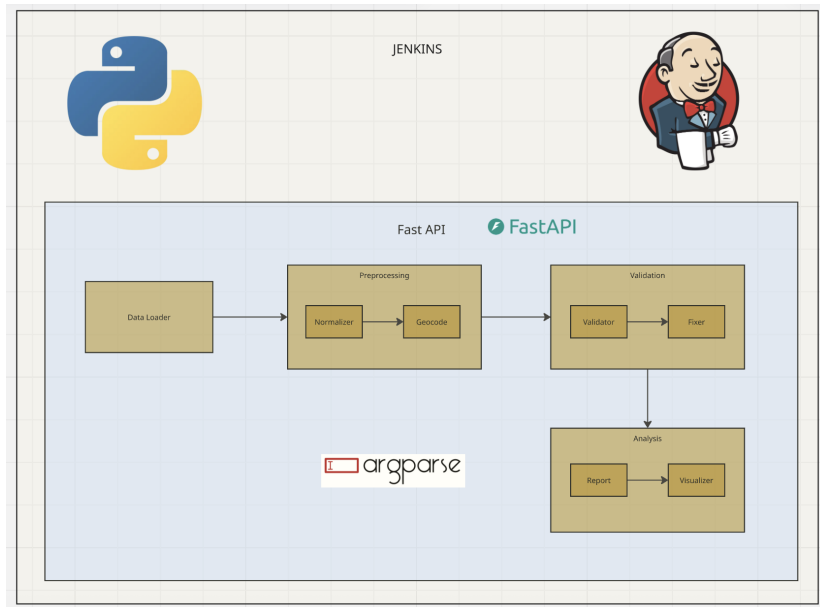 JENKINS
Fast API
FastAPI
Data Loader
Preprocessing
Normalizer
Geocode
Validation
Validator
Fixer
Analysis
Report
Visualizer
argparse